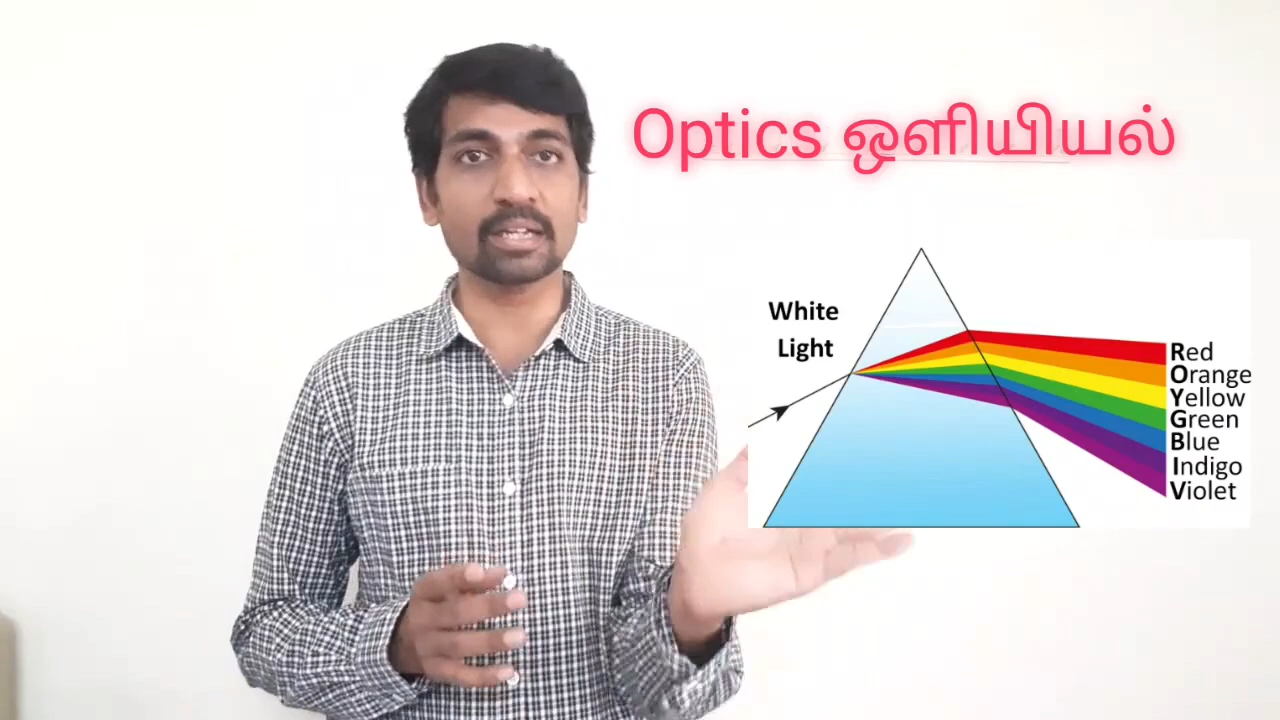 Optics ஒளியியல்
White
Light
Red
Orange
Yellow
Green
Blue
Indigo
Violet